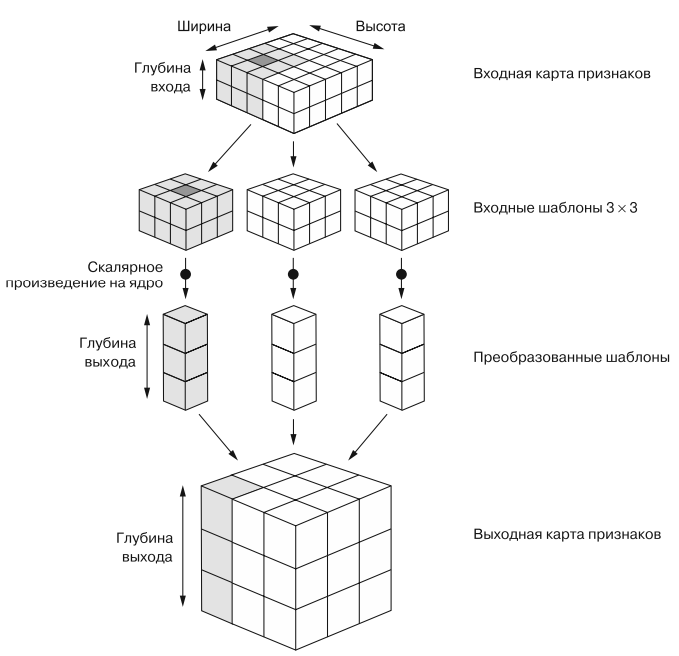 Ширина
Высота
Глубина
входа
Входная карта признаков
Входные шаблоны 3 × 3
Скалярное
произведение на ядро
Глубина
выхода
Преобразованные шаблоны
Глубина
выхода
Выходная карта признаков